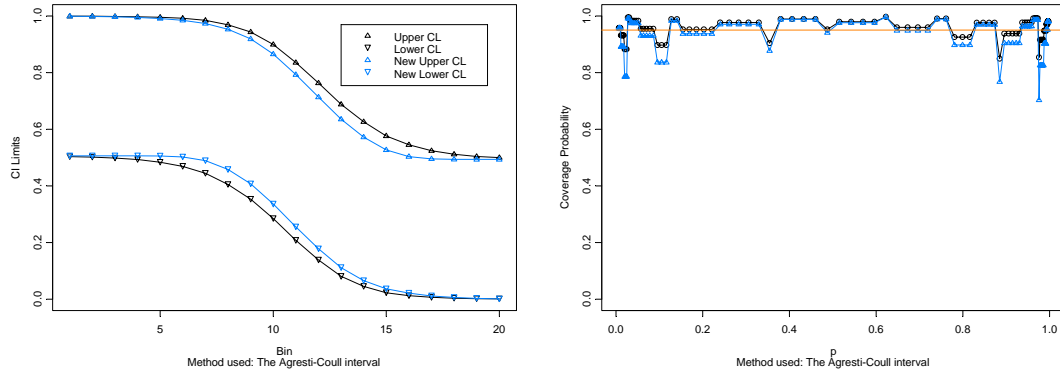 1.0
0.8
0.6
0.4
0.2
0.0
CI Limits
Upper CL
Lower CL
New Upper CL
New Lower CL
5
10
15
20
Bin
Method used: The Agresti-Coull interval
1.0
0.8
0.6
0.4
0.2
0.0
Coverage Probability
0.0
0.2
0.4
0.6
0.8
1.0
p
Method used: The Agresti-Coull interval